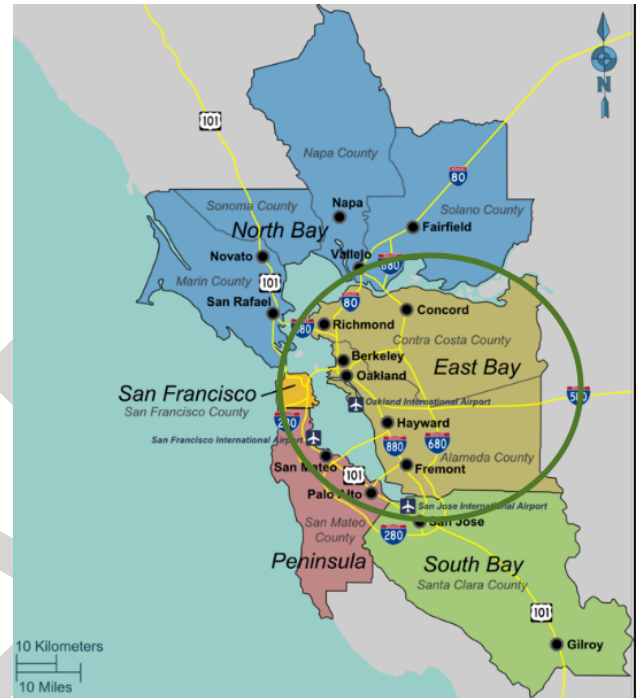 N
101
Napa County
80
Sonoma County
Napa
Solano County
North Bay
Fairfield
Novato
Vallejo
680
Marin County
101
80
San Rafael
Concord
580
Richmond
Contra Costa County
Berkeley
East Bay
Oakland
San Francisco
580
San Francisco County
Oakland International Airport
280
Hayward
San Francisco International Airport
880
680
San Mateo
Alameda County
101
Fremont
Palo Alto
San Jose International Airport
San Mateo
County
San Jose
280
Peninsula
South Bay
Santa Clara County
101
10 Kilometers
Gilroy
10 Miles